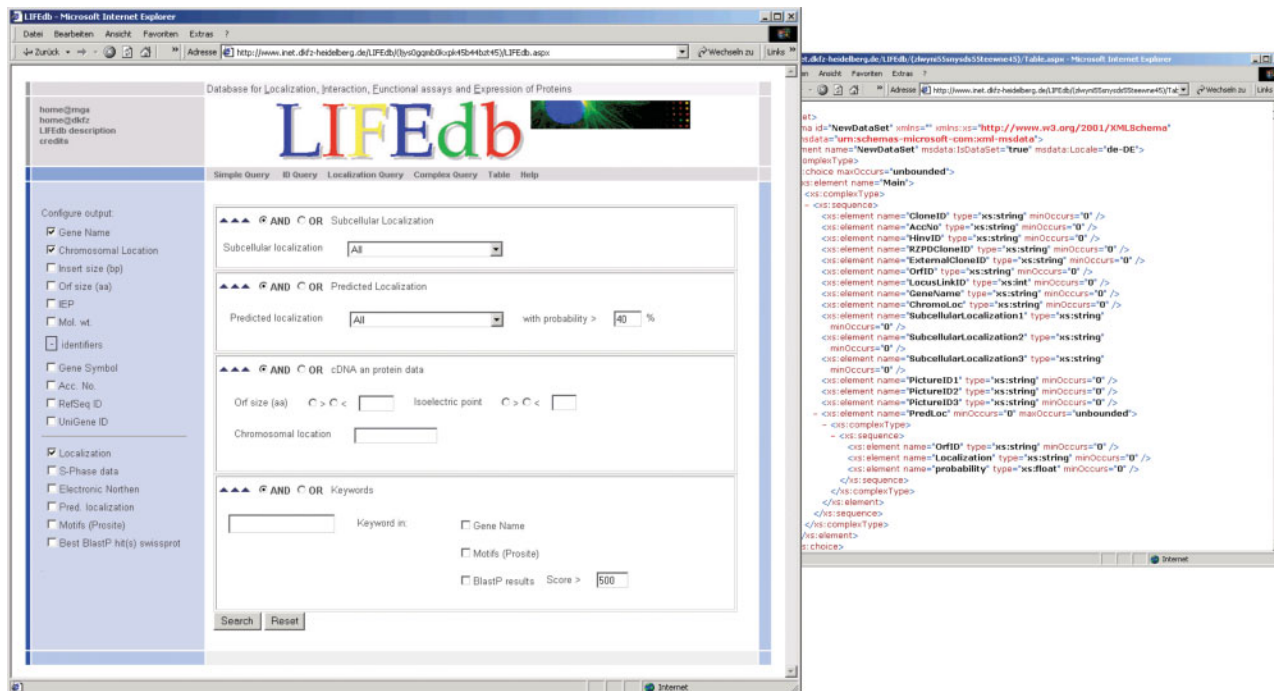 LIFEdb - Microsoft Internet Explorer
Datei Bearbeiten Ansicht Favoriten Extras ?
Zurück Adresse Wechseln zu Links
Database for Localization, Interaction, Functional assays and Expression of Proteins
home@mga
home@dkfz
LIFEdb description
credits
LIFEdb
Simple Query ID Query Localization Query Complex Query Table Help
Configure output:
Gene Name
Chromosomal Location
Insert size (bp)
Orf size (aa)
IEP
Mol. wt.
- identifiers
Gene Symbol
Acc. No.
RefSeq ID
UniGene ID
Localization
S-Phase data
Electronic Northen
Pred. localization
Motifs (Prosite)
Best BlastP hit(s) swissprot
AND OR Subcellular Localization
Subcellular localization All
AND OR Predicted Localization
Predicted localization All with probability > 40 %
AND OR cDNA an protein data
Orf size (aa) > < Isoelectric point > <
Chromosomal location
AND OR Keywords
Keyword in: Gene Name
Motifs (Prosite)
BlastP results Score > 500
Search Reset
Internet
Table.aspx - Microsoft Internet Explorer
Ansicht Favoriten Extras ?
Adresse Wechseln zu Links
id="NewDataSet" xmlns="" xmlns:xs="http://www.w3.org/2001/XMLSchema"
msdata="urn:schemas-microsoft-com:xml-msdata">
ment name="NewDataSet" msdata:IsDataSet="true" msdata:Locale="de-DE">
omplexType>
:choice maxOccurs="unbounded">
xs:element name="Main">
<xs:complexType>
- <xs:sequence>
<xs:element name="CloneID" type="xs:string" minOccurs="0" />
<xs:element name="AccNo" type="xs:string" minOccurs="0" />
<xs:element name="HinvID" type="xs:string" minOccurs="0" />
<xs:element name="RZPDCloneID" type="xs:string" minOccurs="0" />
<xs:element name="ExternalCloneID" type="xs:string" minOccurs="0" />
<xs:element name="OrfID" type="xs:string" minOccurs="0" />
<xs:element name="LocusLinkID" type="xs:int" minOccurs="0" />
<xs:element name="GeneName" type="xs:string" minOccurs="0" />
<xs:element name="ChromoLoc" type="xs:string" minOccurs="0" />
<xs:element name="SubcellularLocalization1" type="xs:string"
minOccurs="0" />
<xs:element name="SubcellularLocalization2" type="xs:string"
minOccurs="0" />
<xs:element name="SubcellularLocalization3" type="xs:string"
minOccurs="0" />
<xs:element name="PictureID1" type="xs:string" minOccurs="0" />
<xs:element name="PictureID2" type="xs:string" minOccurs="0" />
<xs:element name="PictureID3" type="xs:string" minOccurs="0" />
- <xs:element name="PredLoc" minOccurs="0" maxOccurs="unbounded">
- <xs:complexType>
- <xs:sequence>
<xs:element name="OrfID" type="xs:string" minOccurs="0" />
<xs:element name="Localization" type="xs:string" minOccurs="0" />
<xs:element name="probability" type="xs:float" minOccurs="0" />
</xs:sequence>
</xs:complexType>
</xs:element>
</xs:sequence>
</xs:complexType>
/xs:element>
s:choice>
Internet